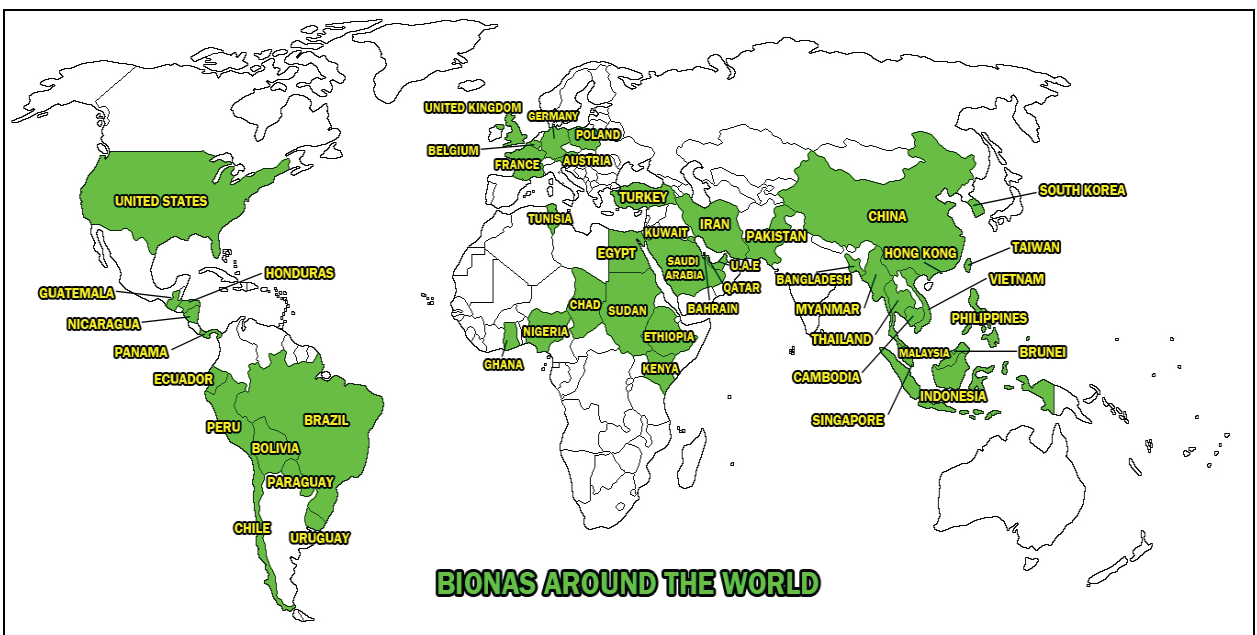 UNITED KINGDOM
GERMANY
POLAND
BELGIUM
FRANCE
AUSTRIA
UNITED STATES
TURKEY
SOUTH KOREA
TUNISIA
IRAN
CHINA
KUWAIT
PAKISTAN
EGYPT
HONG KONG
TAIWAN
SAUDI
ARABIA
U.A.E
HONDURAS
BANGLADESH
VIETNAM
GUATEMALA
QATAR
CHAD
SUDAN
BAHRAIN
MYANMAR
PHILIPPINES
NICARAGUA
NIGERIA
ETHIOPIA
THAILAND
PANAMA
GHANA
KENYA
MALAYSIA
BRUNEI
ECUADOR
CAMBODIA
INDONESIA
PERU
BRAZIL
SINGAPORE
BOLIVIA
PARAGUAY
CHILE
URUGUAY
BIONAS AROUND THE WORLD